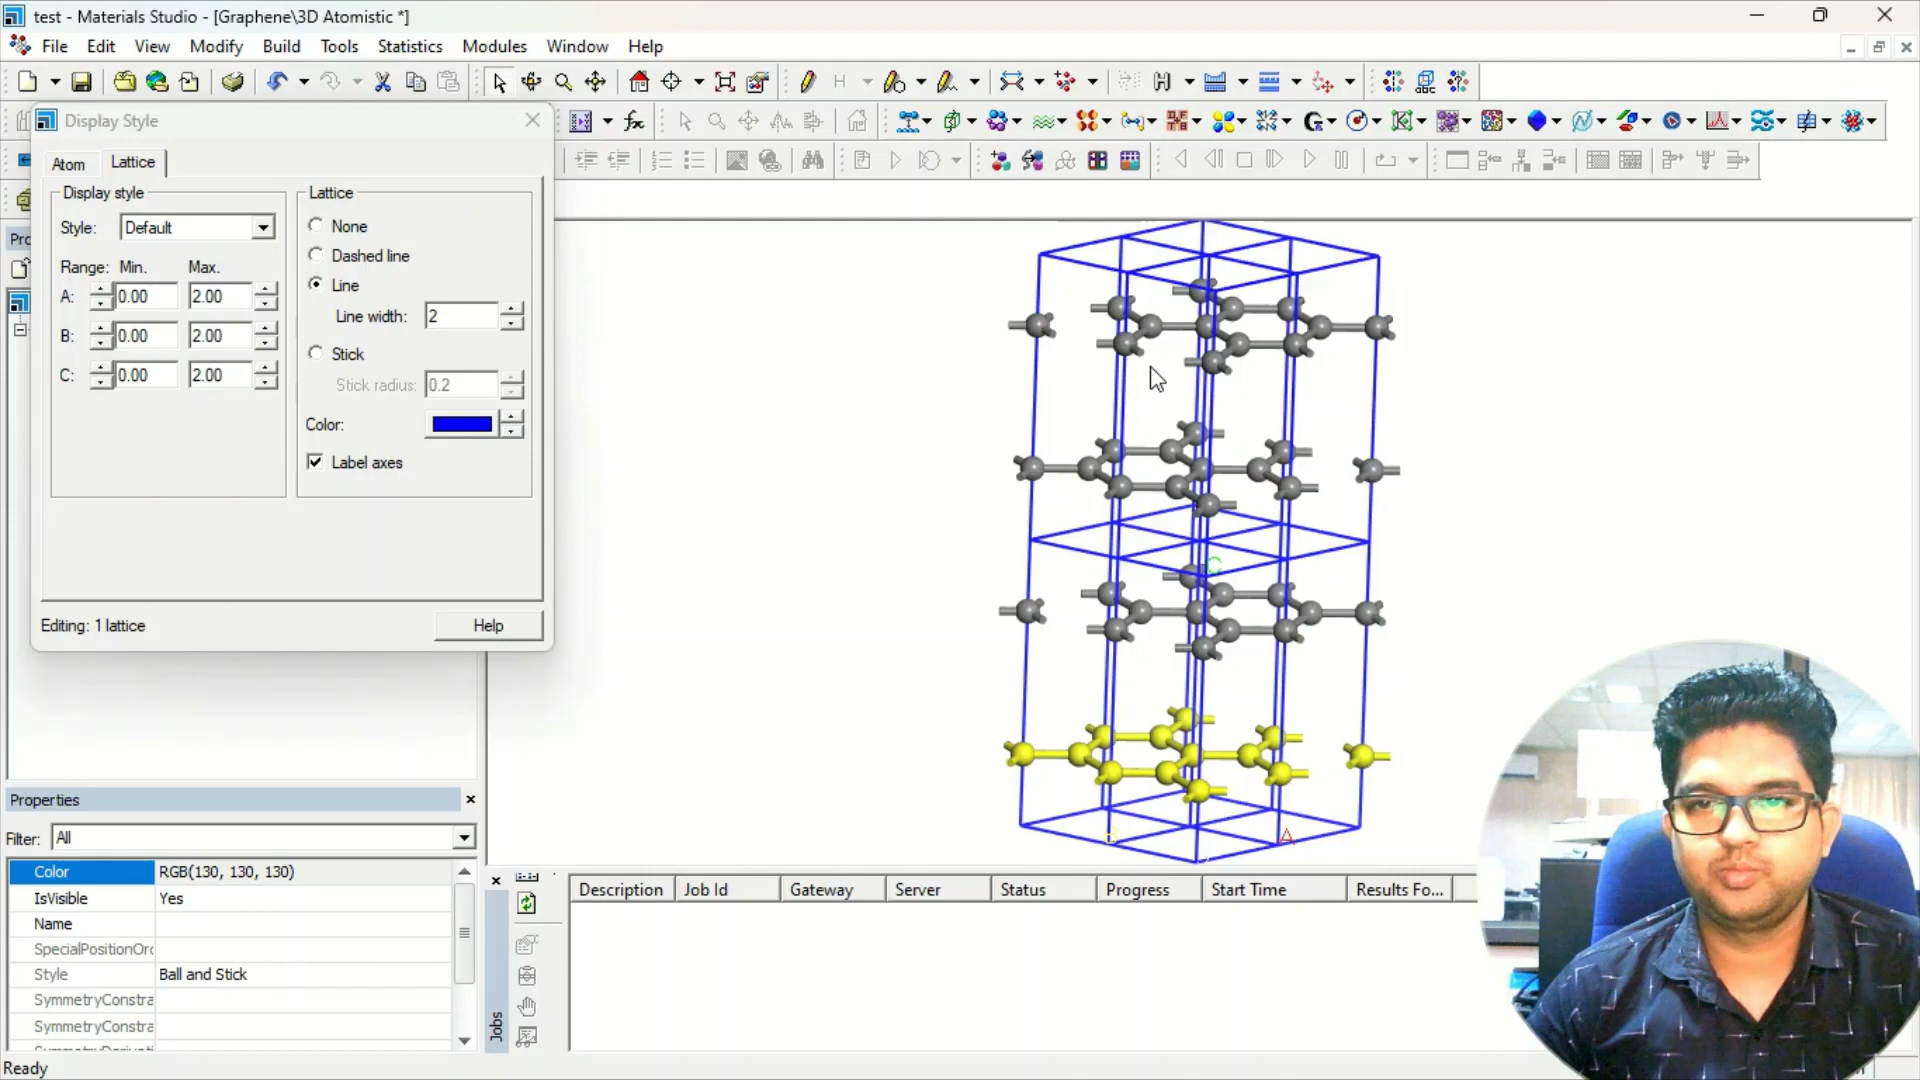 test - Materials Studio - [Graphene\3D Atomistic *]
File Edit View Modify Build Tools Statistics Modules Window Help
Display Style
Atom Lattice
Display style
Lattice
Style: Default
None
Range: Min. Max.
Dashed line
A: 0.00 2.00
Line
Line width: 2
B: 0.00 2.00
Stick
C: 0.00 2.00
Stick radius: 0.2
Color:
Label axes
Editing: 1 lattice
Help
C
A
Properties
Filter: All
Color RGB(130, 130, 130)
IsVisible Yes
Name
SpecialPositionOrc
Style Ball and Stick
SymmetryConstra
SymmetryConstra
Jobs
Description Job Id Gateway Server Status Progress Start Time Results Fo...
Ready